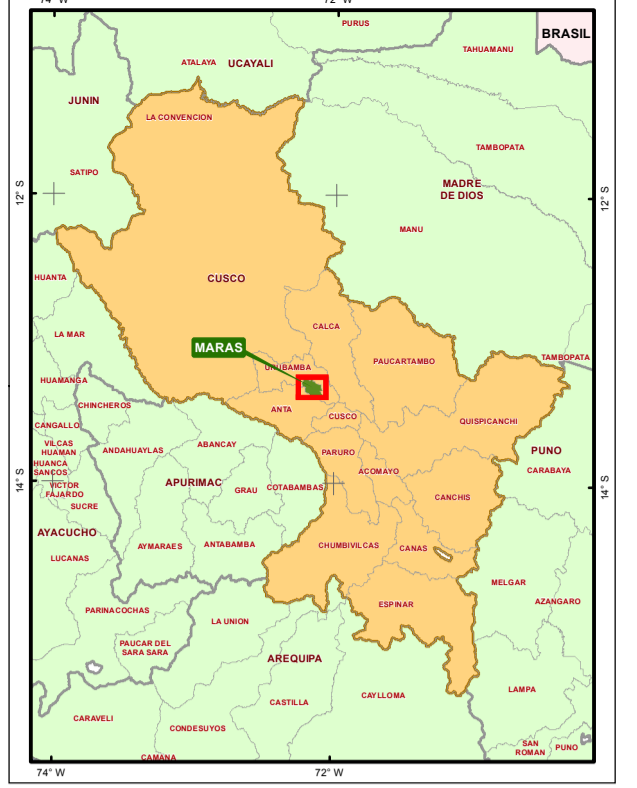 74° W
72° W
PURUS
BRASIL
TAHUAMANU
ATALAYA
UCAYALI
JUNIN
LA CONVENCION
TAMBOPATA
SATIPO
MADRE
DE DIOS
12° S
12° S
MANU
HUANTA
CUSCO
CALCA
LA MAR
MARAS
TAMBOPATA
PAUCARTAMBO
URUBAMBA
HUAMANGA
CHINCHEROS
ANTA
CUSCO
QUISPICANCHI
CANGALLO
VILCAS
HUAMAN
ANDAHUAYLAS
ABANCAY
PARURO
PUNO
HUANCA
SANCOS
ACOMAYO
CARABAYA
14° S
14° S
APURIMAC
VICTOR
FAJARDO
GRAU
COTABAMBAS
CANCHIS
SUCRE
AYACUCHO
AYMARAES
ANTABAMBA
CHUMBIVILCAS
CANAS
LUCANAS
MELGAR
ESPINAR
AZANGARO
PARINACOCHAS
LA UNION
PAUCAR DEL
SARA SARA
AREQUIPA
CAYLLOMA
LAMPA
CASTILLA
CARAVELI
CONDESUYOS
SAN
ROMAN
PUNO
CAMANA
74° W
72° W